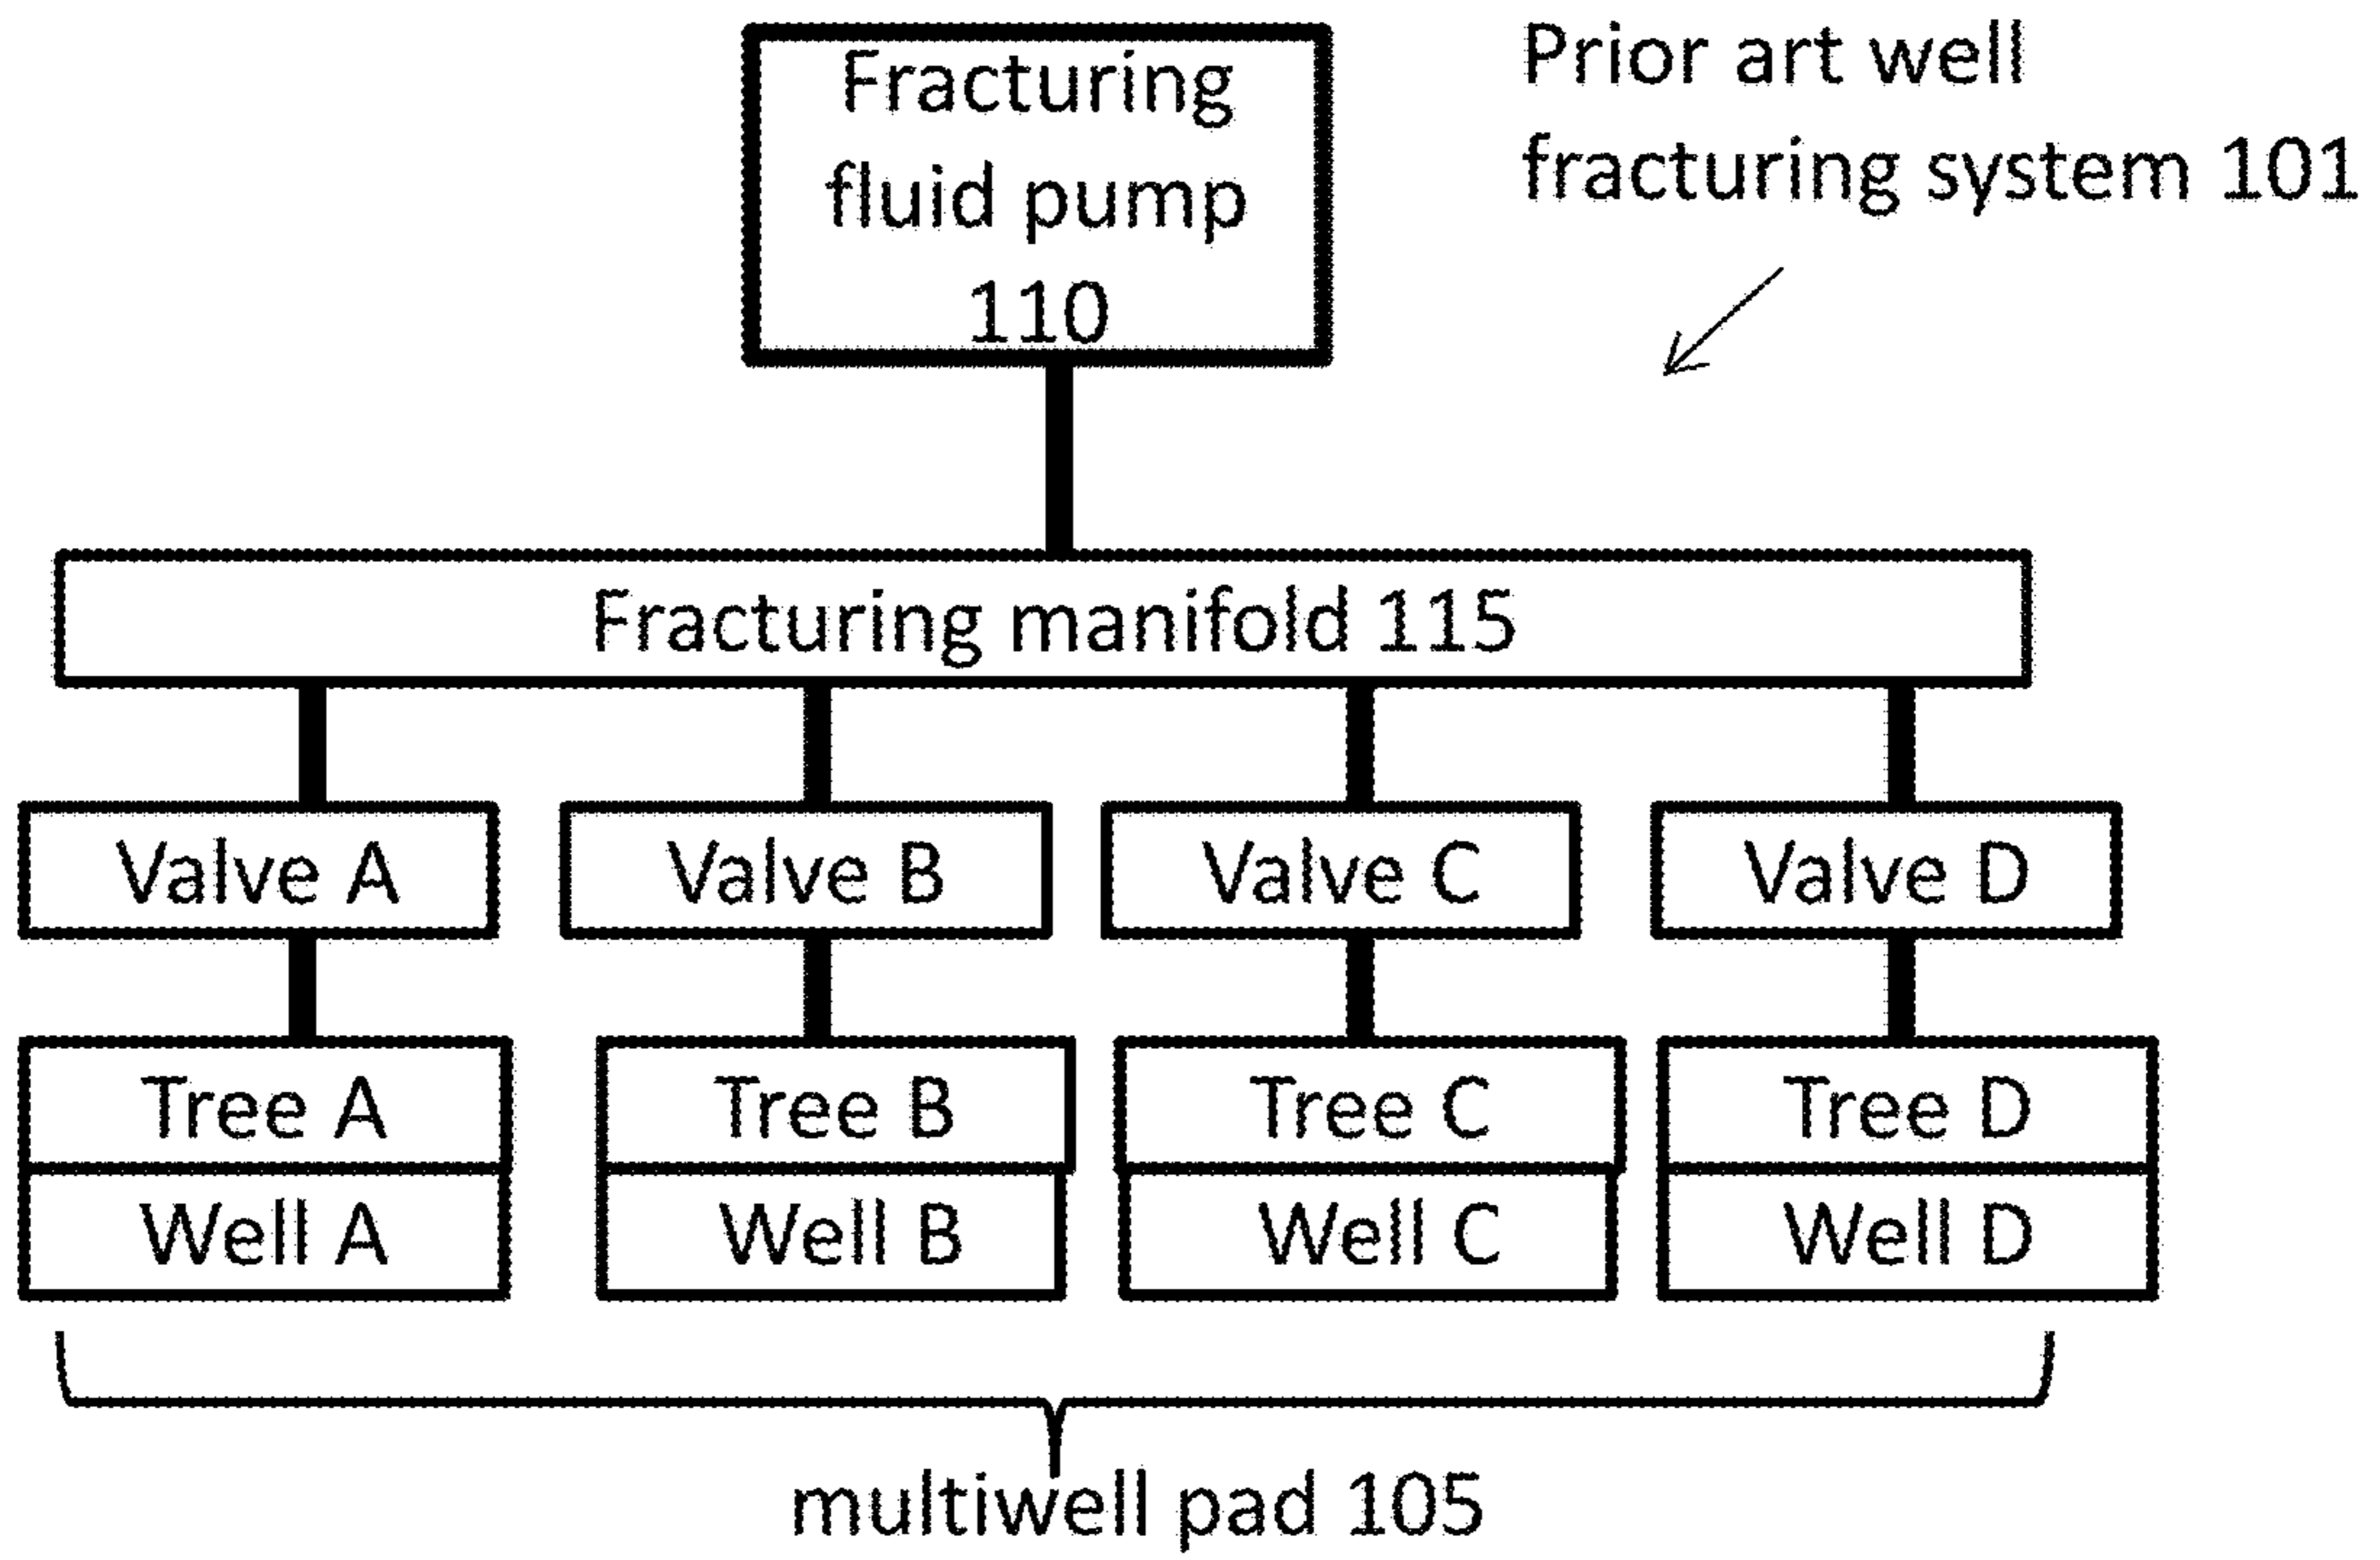 Fracturing
fluid pump
110
Prior art well
fracturing system 101
Fracturing manifold 115
Valve A
Valve B
Valve C
Valve D
Tree A
Tree B
Tree C
Tree D
Well A
Well B
Well C
Well D
multiwell pad 105